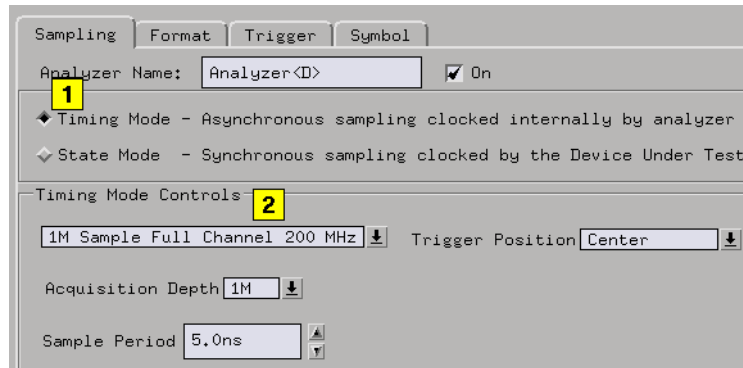 Sampling Format Trigger Symbol
Analyzer Name: Analyzer<D> On
1
Timing Mode - Asynchronous sampling clocked internally by analyzer
State Mode - Synchronous sampling clocked by the Device Under Test
Timing Mode Controls 2
1M Sample Full Channel 200 MHz Trigger Position Center
Acquisition Depth 1M
Sample Period 5.0ns